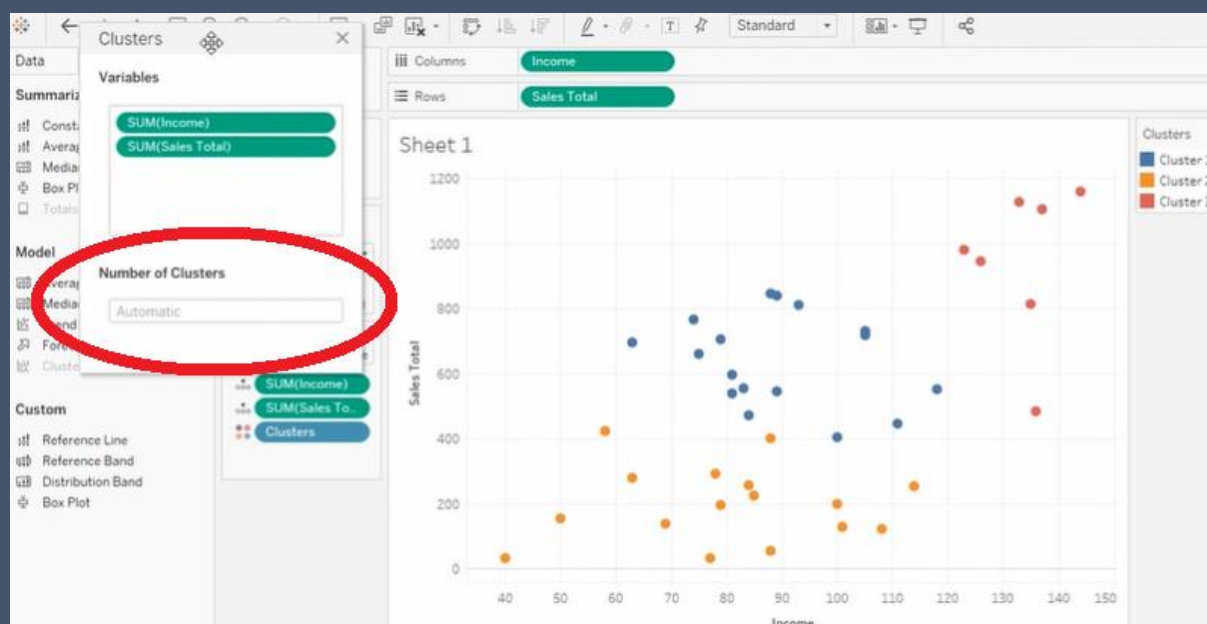 Clusters
Variables
SUM(Income)
SUM(Sales Total)
Number of Clusters
Automatic
Data
Summariz
Const
Averag
Media
Box Pl
Totals
Model
Averag
Media
Trend
Fore
Cluste
Custom
Reference Line
Reference Band
Distribution Band
Box Plot
SUM(Income)
SUM(Sales To..
Clusters
Standard
Columns
Income
Rows
Sales Total
Sheet 1
Sales Total
1200
1000
800
600
400
200
0
40 50 60 70 80 90 100 110 120 130 140 150
Income
Clusters
Cluster
Cluster 2
Cluster 3